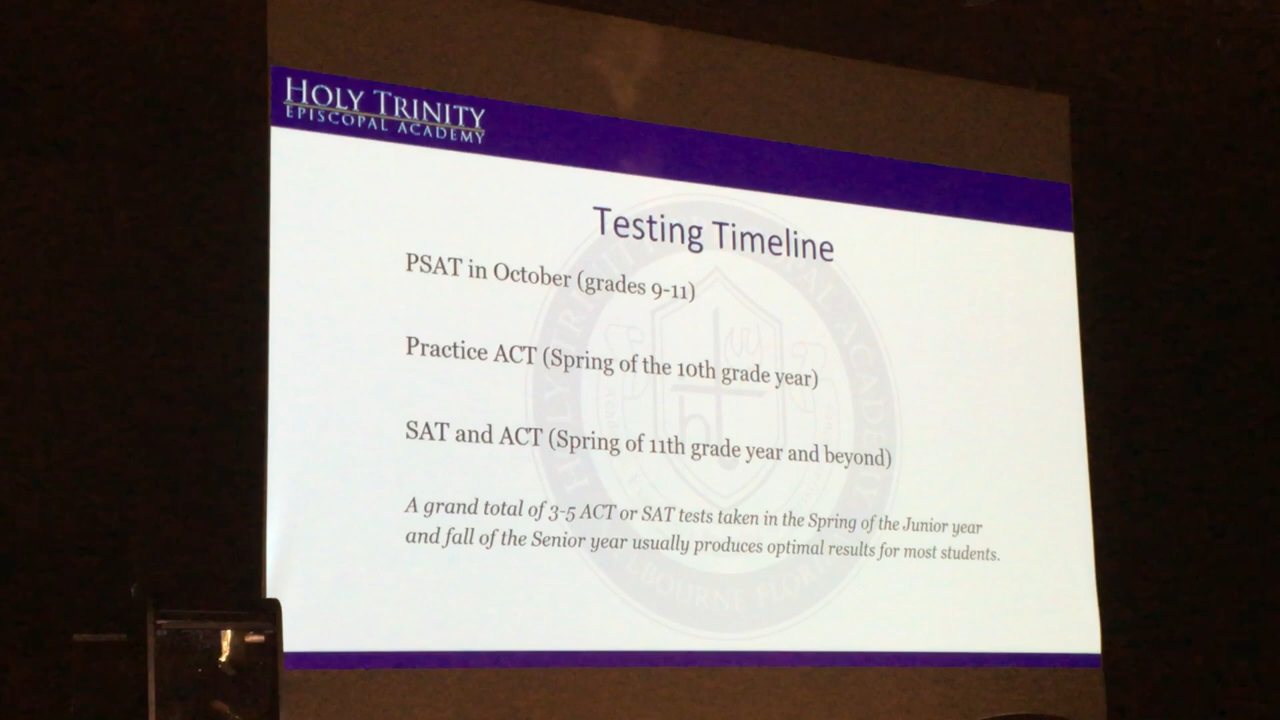 HOLY TRINITY
EPISCOPAL ACADEMY
Testing Timeline
PSAT in October (grades 9-11)
Practice ACT (Spring of the 10th grade year)
SAT and ACT (Spring of 11th grade year and beyond)
A grand total of 3-5 ACT or SAT tests taken in the Spring of the Junior year
and fall of the Senior year usually produces optimal results for most students.